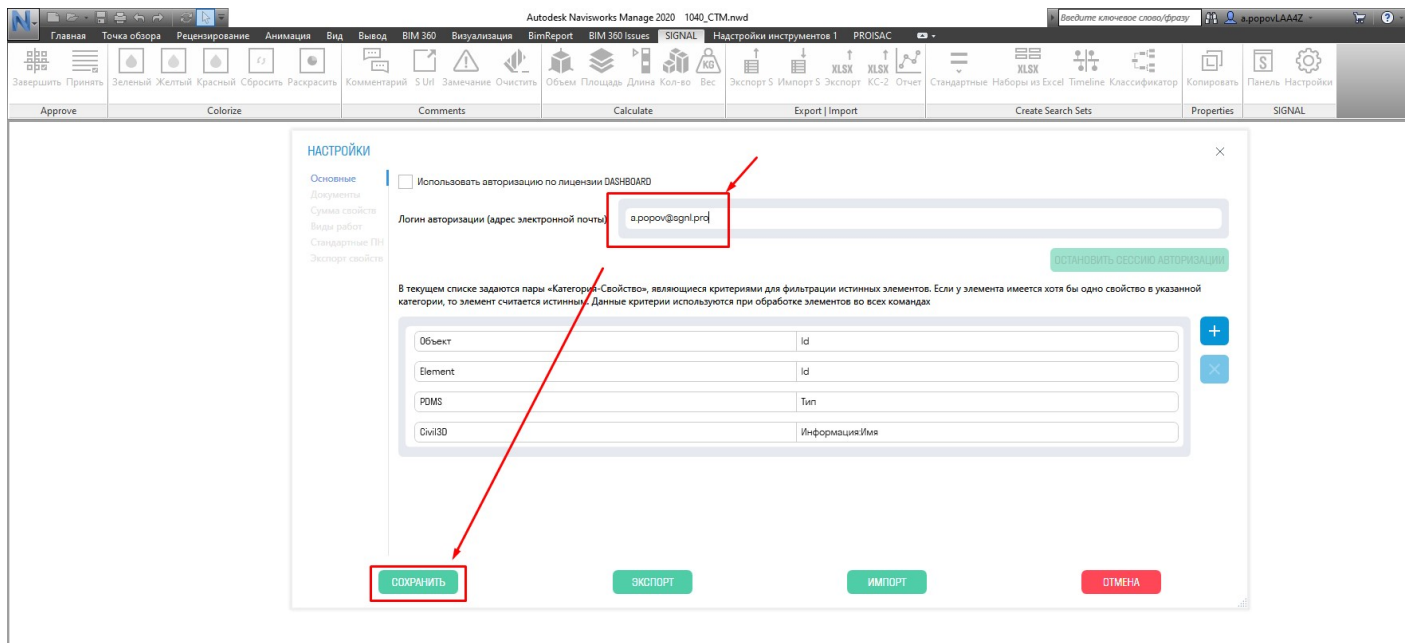 Autodesk Navisworks Manage 2020 1040_CTM.nwd
Введите ключевое слово/фразу
a.popovLAA4Z
Главная Точка обзора Рецензирование Анимация Вид Вывод BIM 360 Визуализация BimReport BIM 360 Issues SIGNAL Надстройки инструментов 1 PROISAC
XLSX XLSX XLSX
KG
Завершить Принять Зеленый Желтый Красный Сбросить Раскрасить Комментарий S Url Замечание Очистить Объем Площадь Длина Кол-во Вес Экспорт S Импорт S Экспорт КС-2 Отчет Стандартные Наборы из Excel Timeline Классификатор Копировать Панель Настройки
Approve Colorize Comments Calculate Export | Import Create Search Sets Properties SIGNAL
НАСТРОЙКИ
Основные
Документы
Сумма свойств
Виды работ
Стандартные ПН
Экспорт свойств
Использовать авторизацию по лицензии DASHBOARD
Логин авторизации (адрес электронной почты)
a.popov@sgnl.pro
ОСТАНОВИТЬ СЕССИЮ АВТОРИЗАЦИИ
В текущем списке задаются пары «Категория-Свойство», являющиеся критериями для фильтрации истинных элементов. Если у элемента имеется хотя бы одно свойство в указанной
категории, то элемент считается истинным. Данные критерии используются при обработке элементов во всех командах
Объект Id
Element Id
PDMS Тип
Civil3D Информация:Имя
СОХРАНИТЬ ЭКСПОРТ ИМПОРТ ОТМЕНА